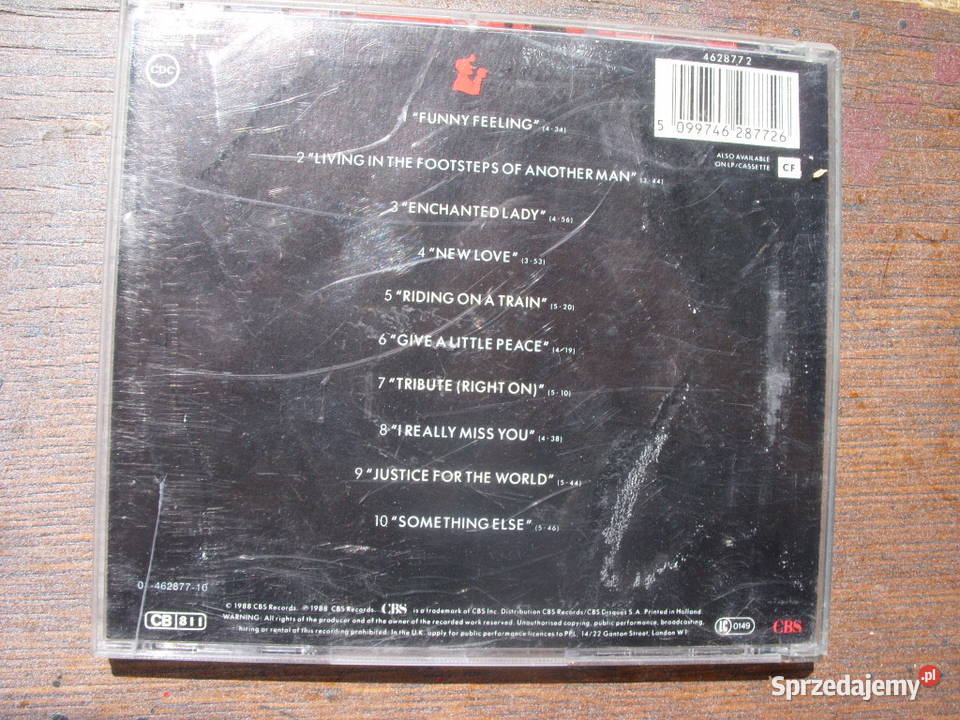 CDC
462877 2
5 099746 287726
ALSO AVAILABLE
ON LP/CASSETTE
CF
1 "FUNNY FEELING" (4·34)
2 "LIVING IN THE FOOTSTEPS OF ANOTHER MAN" (3·44)
3 "ENCHANTED LADY" (4·56)
4 "NEW LOVE" (3·53)
5 "RIDING ON A TRAIN" (5·20)
6 "GIVE A LITTLE PEACE" (4·19)
7 "TRIBUTE (RIGHT ON)" (5·10)
8 "I REALLY MISS YOU" (4·38)
9 "JUSTICE FOR THE WORLD" (5·44)
10 "SOMETHING ELSE" (5·46)
-462877-10
© 1988 CBS Records. ℗ 1988 CBS Records. CBS is a trademark of CBS Inc. Distribution CBS Records/CBS Disques S.A. Printed in Holland
WARNING: All rights of the producer and of the owner of the recorded work reserved. Unauthorised copying, public performance, broadcasting,
hiring or rental of this recording prohibited. In the U.K. apply for public performance licences to PPL, 14/22 Ganton Street, London W1.
CB 811
0149
CBS
Sprzedajemy.pl